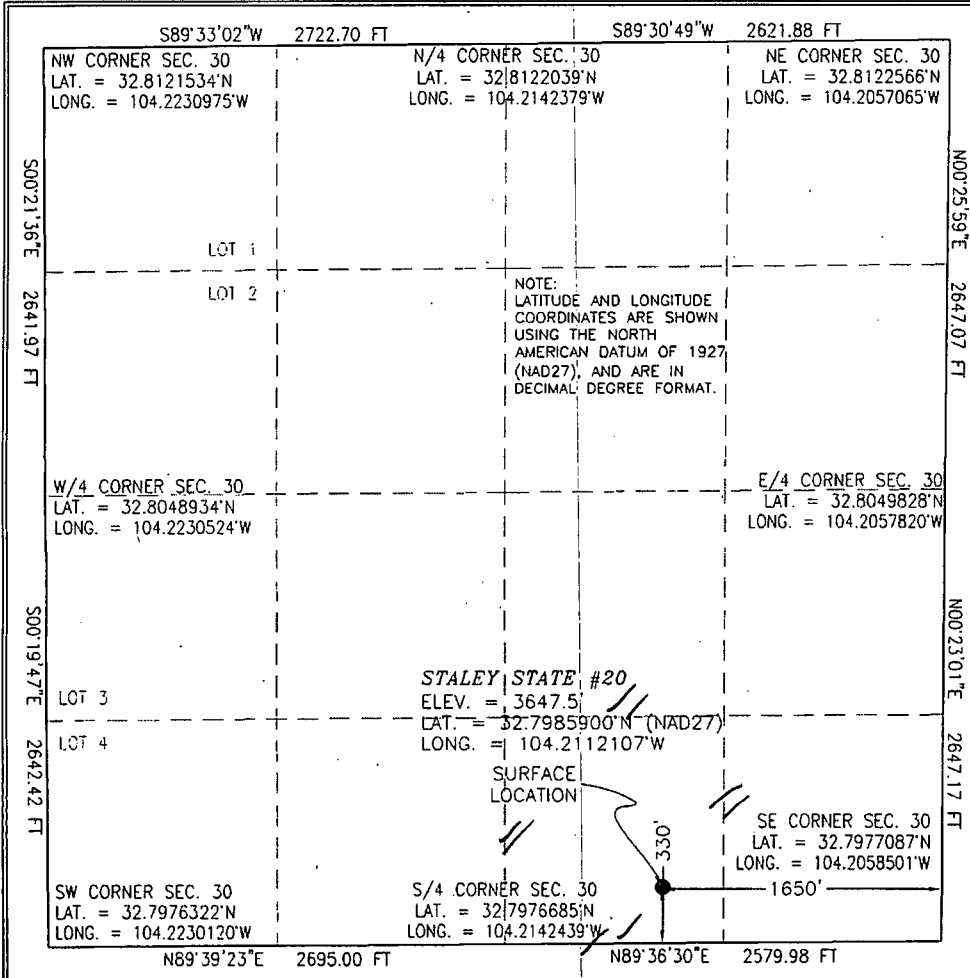 S89°33'02"W 2722.70 FT S89°30'49"W 2621.88 FT
NW CORNER SEC. 30
LAT. = 32.8121534°N
LONG. = 104.2230975°W
N/4 CORNER SEC. 30
LAT. = 32.8122039°N
LONG. = 104.2142379°W
NE CORNER SEC. 30
LAT. = 32.8122566°N
LONG. = 104.2057065°W
S00°21'36"E 2641.97 FT
N00°25'59"E 2647.07 FT
LOT 1
LOT 2
NOTE:
LATITUDE AND LONGITUDE
COORDINATES ARE SHOWN
USING THE NORTH
AMERICAN DATUM OF 1927
(NAD27), AND ARE IN
DECIMAL DEGREE FORMAT.
W/4 CORNER SEC. 30
LAT. = 32.8048934°N
LONG. = 104.2230524°W
E/4 CORNER SEC. 30
LAT. = 32.8049828°N
LONG. = 104.2057820°W
S00°19'47"E 2642.42 FT
N00°23'01"E 2647.17 FT
LOT 3
LOT 4
STALEY STATE #20
ELEV. = 3647.5'
LAT. = 32.7985900°N (NAD27)
LONG. = 104.2112107°W
SURFACE
LOCATION
330'
1650'
SE CORNER SEC. 30
LAT. = 32.7977087°N
LONG. = 104.2058501°W
SW CORNER SEC. 30
LAT. = 32.7976322°N
LONG. = 104.2230120°W
S/4 CORNER SEC. 30
LAT. = 32.7976685°N
LONG. = 104.2142439°W
N89°39'23"E 2695.00 FT N89°36'30"E 2579.98 FT